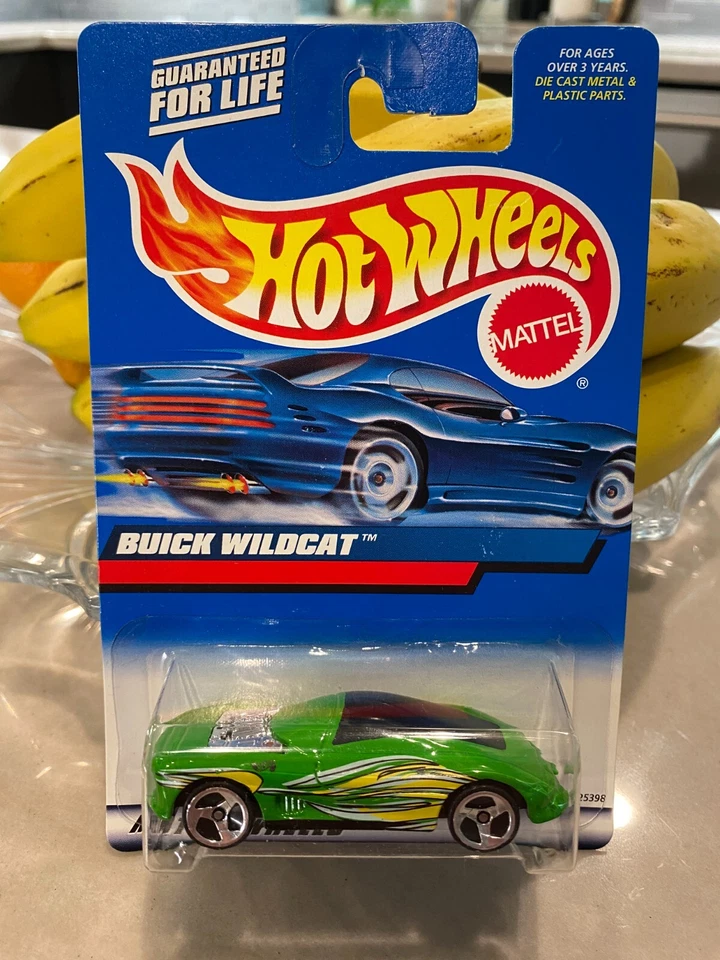 GUARANTEED
FOR LIFE
FOR AGES
OVER 3 YEARS.
DIE CAST METAL &
PLASTIC PARTS.
Hot Wheels
MATTEL
®
BUICK WILDCAT™
25398